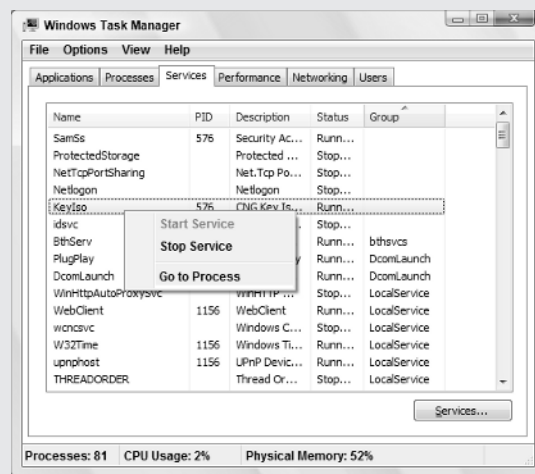 Windows Task Manager
File Options View Help
Applications Processes Services Performance Networking Users
Name PID Description Status Group
SamSs 576 Security Ac... Runn...
ProtectedStorage Protected ... Stop...
NetTcpPortSharing Net.Tcp Po... Stop...
Netlogon Netlogon Stop...
KeyIso 576 CNG Key Is... Runn...
idsvc Stop...
Start Service
BthServ Runn... bthsvcs
Stop Service
PlugPlay y Runn... DcomLaunch
DcomLaunch Runn... DcomLaunch
Go to Process
WinHttpAutoProxySvc WinHTTP ... Stop... LocalService
WebClient 1156 WebClient Runn... LocalService
wcncsvc Windows C... Stop... LocalService
W32Time 1156 Windows Ti... Runn... LocalService
upnphost 1156 UPnP Devic... Runn... LocalService
THREADORDER Thread Or... Stop... LocalService
Services...
Processes: 81 CPU Usage: 2% Physical Memory: 52%